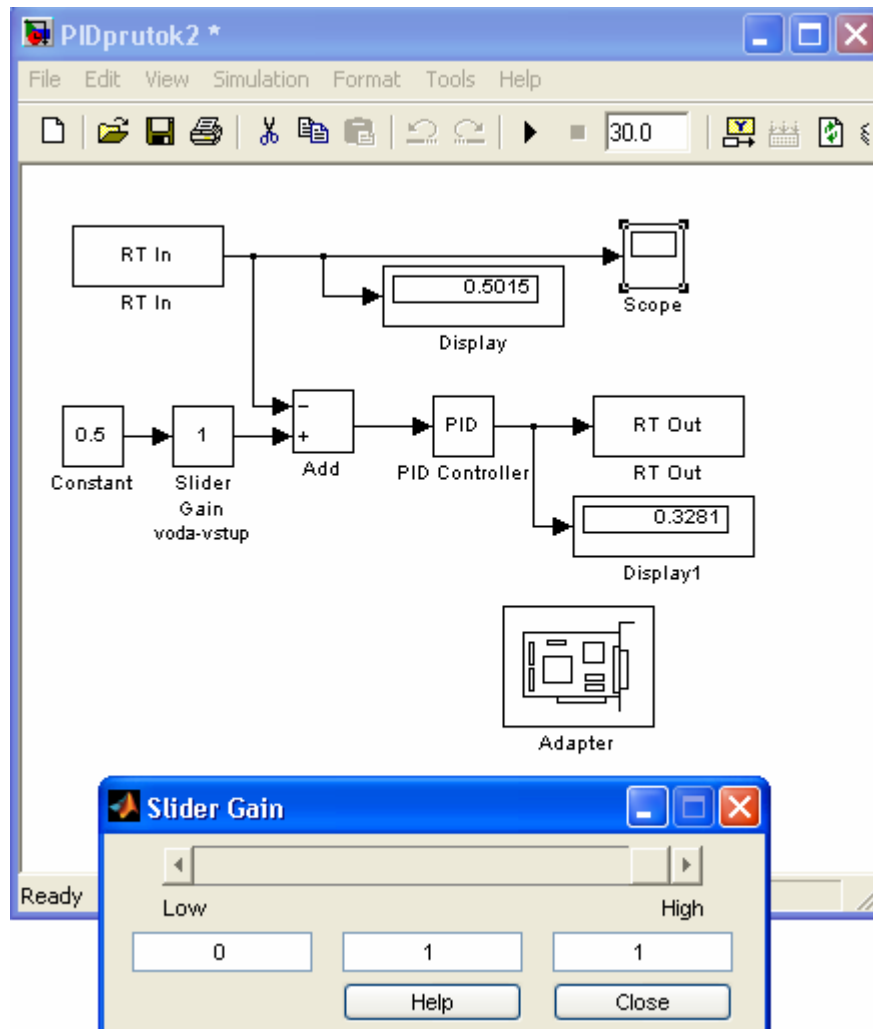 PIDprutok2 *
File Edit View Simulation Format Tools Help
30.0
RT In
RT In
0.5015
Display
Scope
0.5
Constant
1
Slider
Gain
voda-vstup
−
+
Add
PID
PID Controller
RT Out
RT Out
0.3281
Display1
Adapter
Ready
Slider Gain
Low High
0 1 1
Help Close